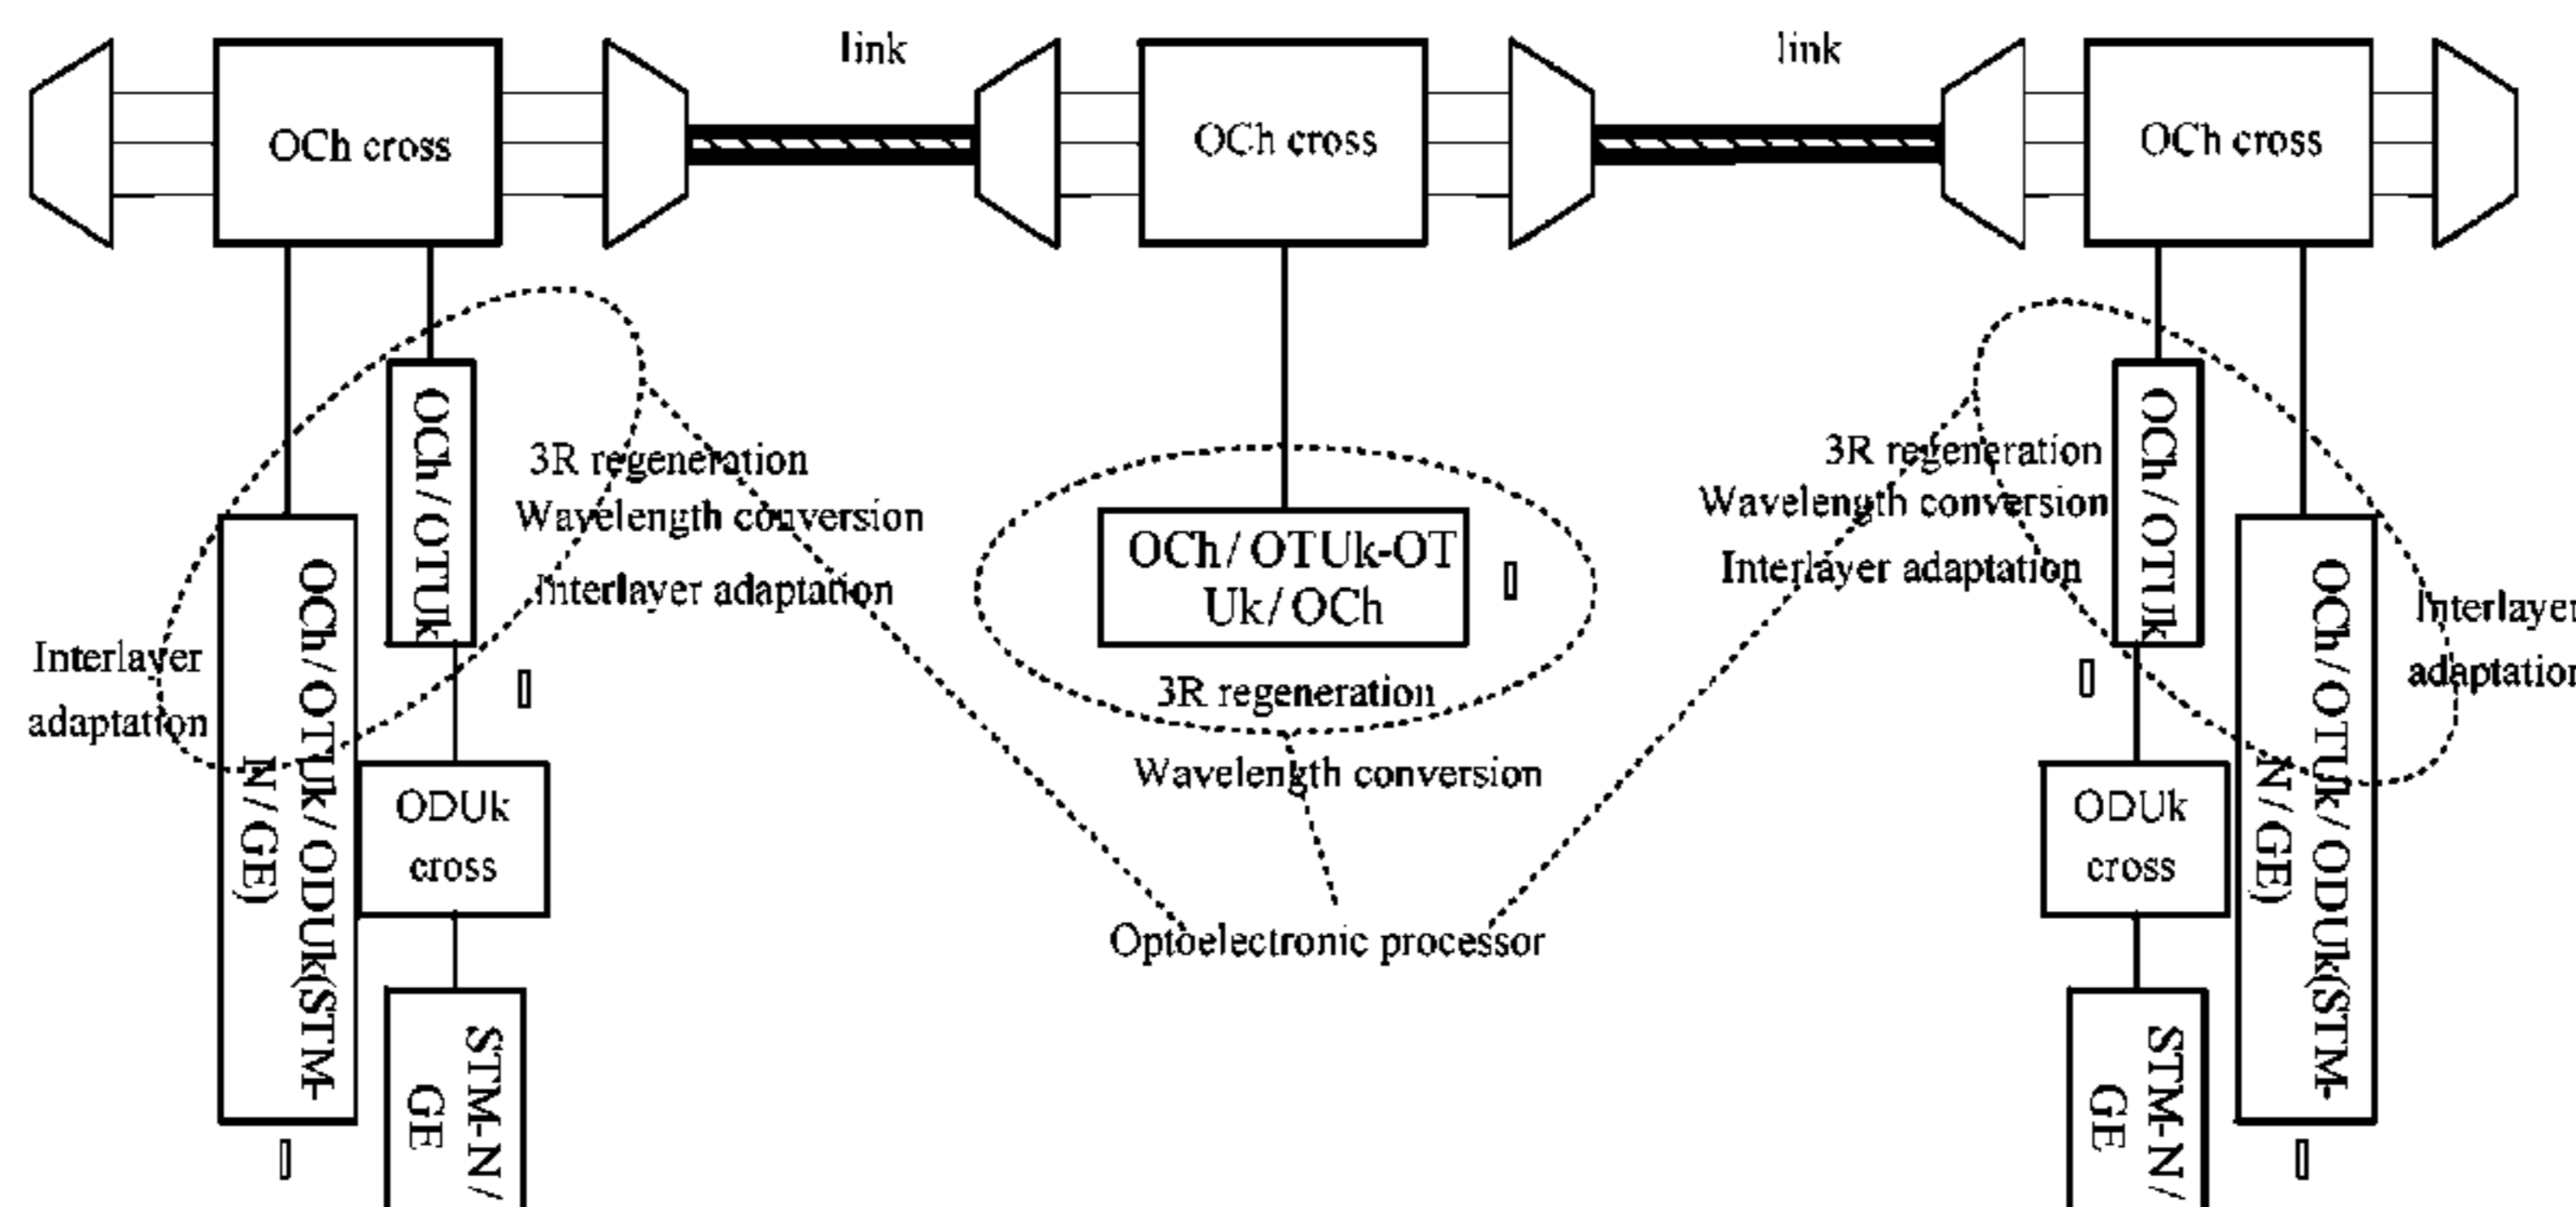 link
link
OCh cross
OCh cross
OCh cross
OCh / OTUk
3R regeneration
Wavelength conversion
Interlayer adaptation
Interlayer
adaptation
OCh / OTUk / ODUk(STM-
N / GE)
ODUk
cross
STM-N /
GE
OCh / OTUk-OT
Uk / OCh
3R regeneration
Wavelength conversion
Optoelectronic processor
3R regeneration
Wavelength conversion
Interlayer adaptation
OCh / OTUk
Interlayer
adaptation
OCh / OTUk / ODUk(STM-
N / GE)
ODUk
cross
STM-N /
GE